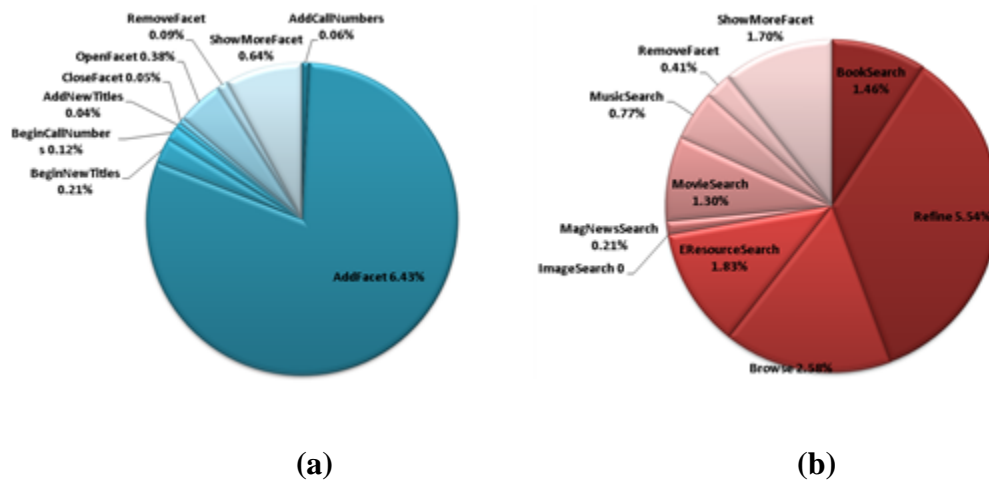 RemoveFacet
0.09%
ShowMoreFacet
0.64%
AddCallNumbers
0.06%
OpenFacet 0.38%
CloseFacet 0.05%
AddNewTitles
0.04%
BeginCallNumber
s 0.12%
BeginNewTitles
0.21%
AddFacet 6.43%
(a)
ShowMoreFacet
1.70%
RemoveFacet
0.41%
MusicSearch
0.77%
BookSearch
1.46%
MovieSearch
1.30%
Refine 5.54%
MagNewsSearch
0.21%
ImageSearch 0
EResourceSearch
1.83%
Browse 2.58%
(b)